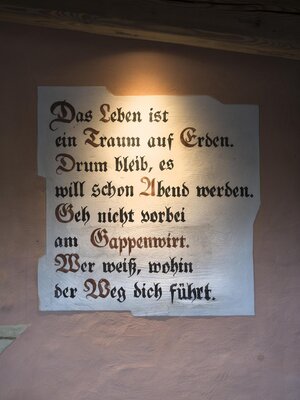 Das Leben ist
ein Traum auf Erden.
Drum bleib, es
will schon Abend werden.
Geh nicht vorbei
am Gappenwirt.
Wer weiß, wohin
der Weg dich führt.